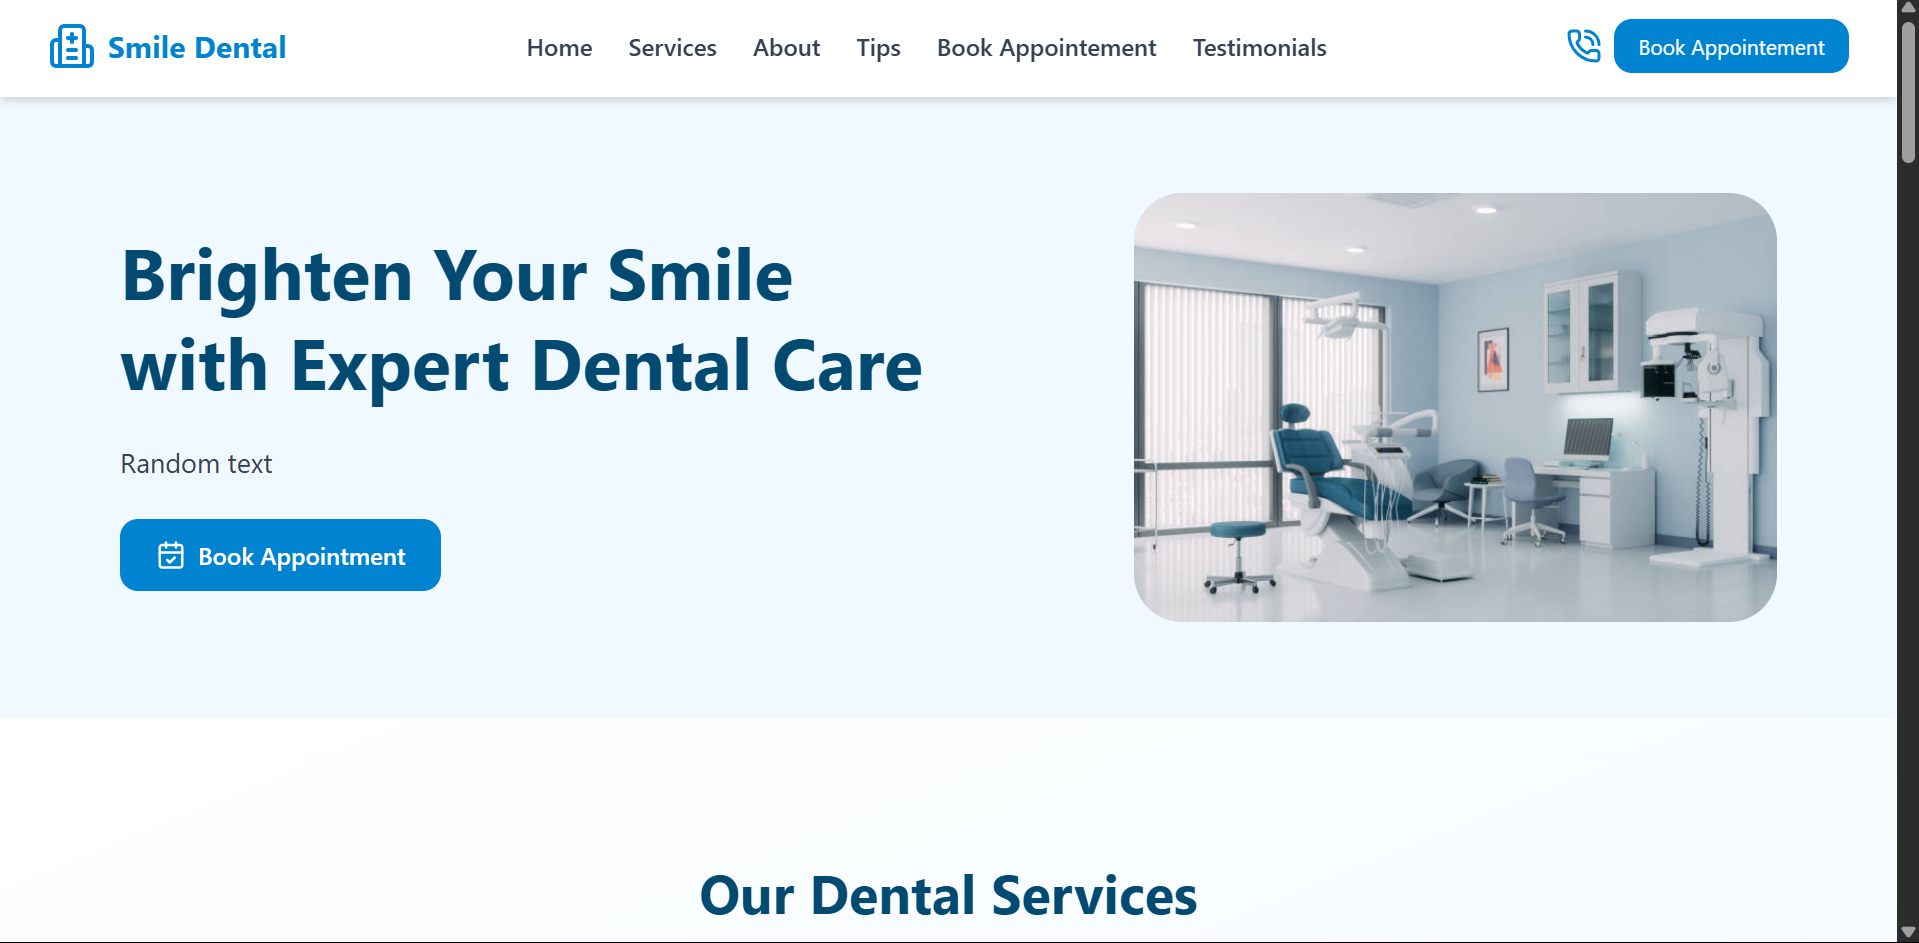 Smile Dental
Home
Services
About
Tips
Book Appointement
Testimonials
Book Appointement
Brighten Your Smile
with Expert Dental Care
Random text
Book Appointment
Our Dental Services